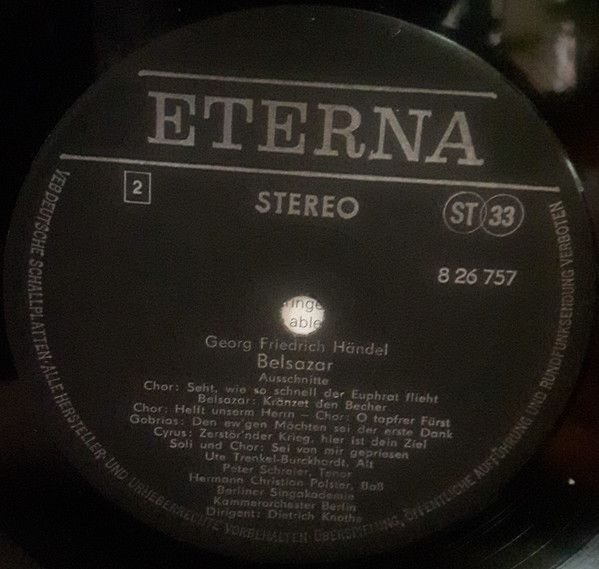 ETERNA
2
STEREO
ST 33
8 26 757
inge
able
Georg Friedrich Händel
Belsazar
Ausschnitte
Chor: Seht, wie so schnell der Euphrat flieht
Belsazar: Kränzet den Becher
Chor: Helft unserm Herrn – Chor: O tapfrer Fürst
Gobrias: Den ew'gen Mächten sei der erste Dank
Cyrus: Zerstör'nder Krieg, hier ist dein Ziel
Soli und Chor: Sei von mir gepriesen
Ute Trenkel-Burckhardt, Alt
Peter Schreier, Tenor
Hermann Christian Polster, Baß
Berliner Singakademie
Kammerorchester Berlin
Dirigent: Dietrich Knothe
VEB DEUTSCHE SCHALLPLATTEN · ALLE HERSTELLER- UND URHEBERRECHTE VORBEHALTEN · ÜBERSPIELUNG, ÖFFENTLICHE AUFFÜHRUNG UND RUNDFUNKSENDUNG VERBOTEN